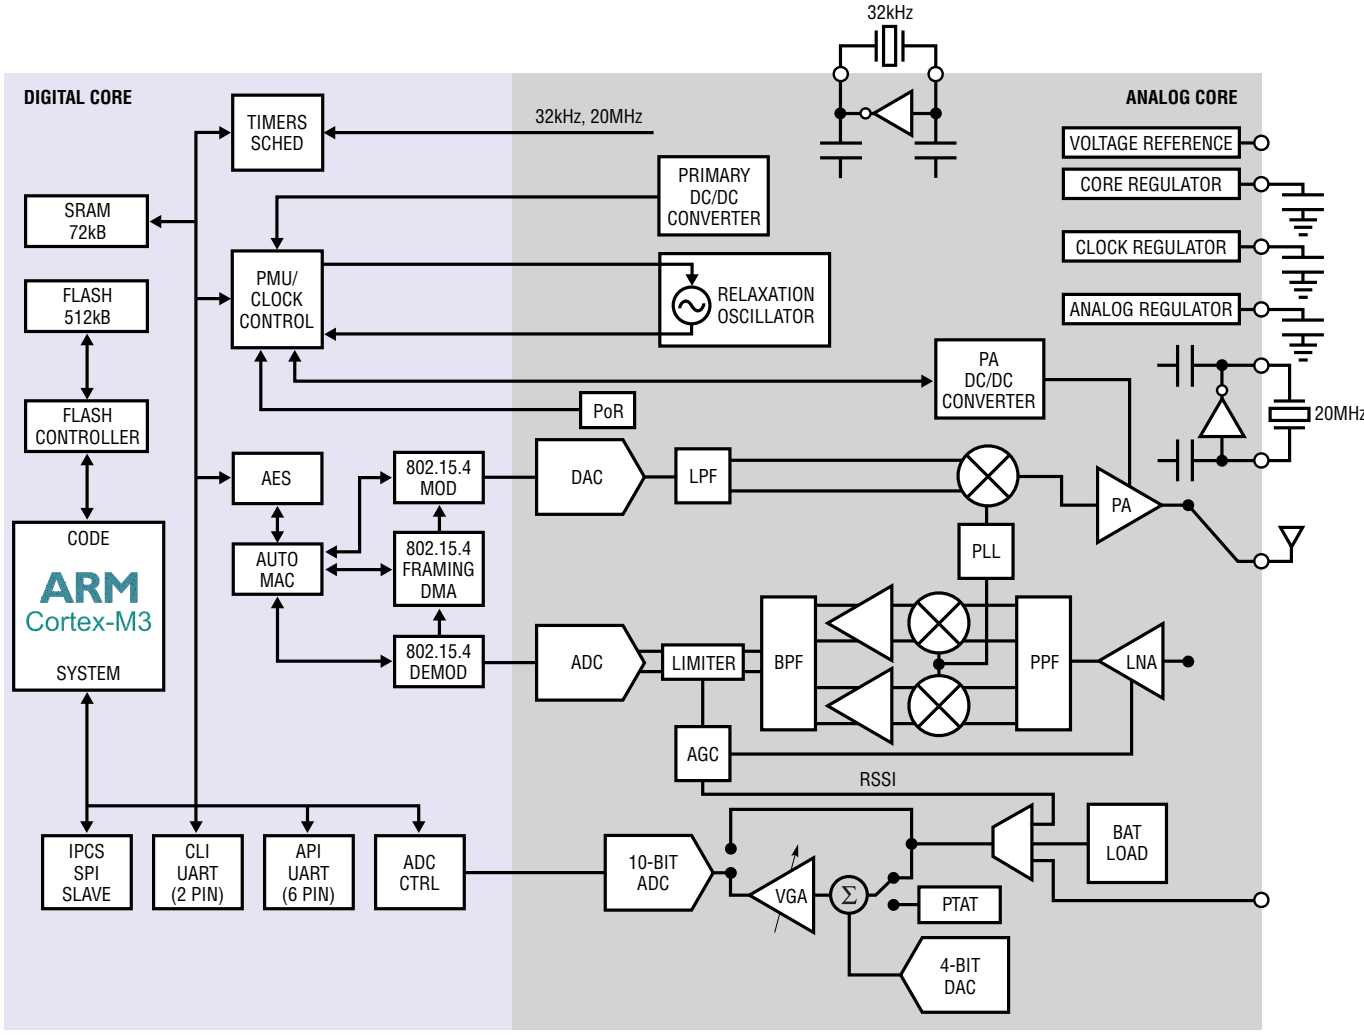 32kHz
DIGITAL CORE
ANALOG CORE
TIMERS
SCHED
32kHz, 20MHz
VOLTAGE REFERENCE
PRIMARY
DC/DC
CONVERTER
CORE REGULATOR
SRAM
72kB
CLOCK REGULATOR
PMU/
CLOCK
CONTROL
RELAXATION
OSCILLATOR
FLASH
512kB
ANALOG REGULATOR
PA
DC/DC
CONVERTER
PoR
20MHz
FLASH
CONTROLLER
AES
802.15.4
MOD
DAC
LPF
PA
CODE
ARM
Cortex-M3
SYSTEM
AUTO
MAC
802.15.4
FRAMING
DMA
PLL
802.15.4
DEMOD
ADC
LIMITER
BPF
PPF
LNA
AGC
RSSI
IPCS
SPI
SLAVE
CLI
UART
(2 PIN)
API
UART
(6 PIN)
ADC
CTRL
10-BIT
ADC
VGA
Σ
PTAT
BAT
LOAD
4-BIT
DAC